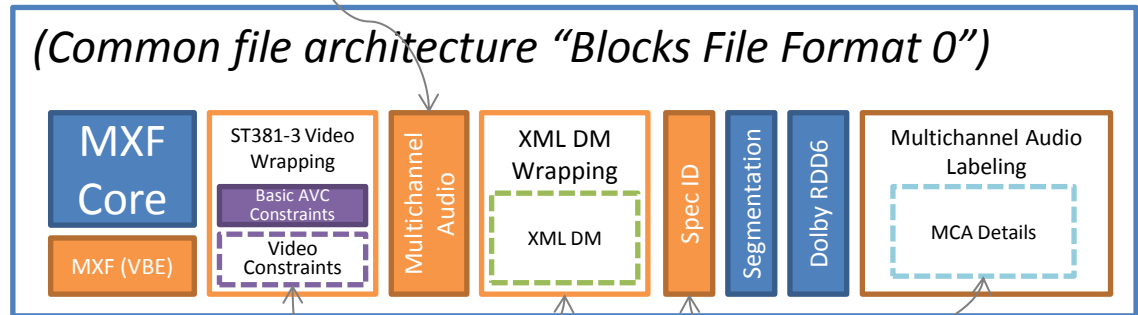 (Common file architecture “Blocks File Format 0”)
MXF
Core
MXF (VBE)
ST381-3 Video
Wrapping
Basic AVC
Constraints
Video
Constraints
Multichannel
Audio
XML DM
Wrapping
XML DM
Spec ID
Segmentation
Dolby RDD6
Multichannel Audio
Labeling
MCA Details